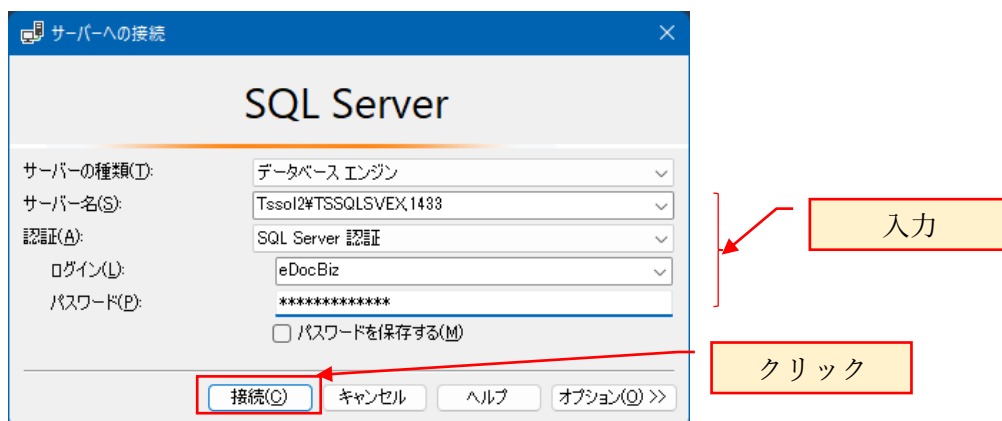 サーバーへの接続
SQL Server
サーバーの種類(T):
データベース エンジン
サーバー名(S):
Tssol2¥TSSQLSVEX,1433
認証(A):
SQL Server 認証
ログイン(L):
eDocBiz
パスワード(P):
*************
パスワードを保存する(M)
接続(C)
キャンセル
ヘルプ
オプション(O) >>
入力
クリック